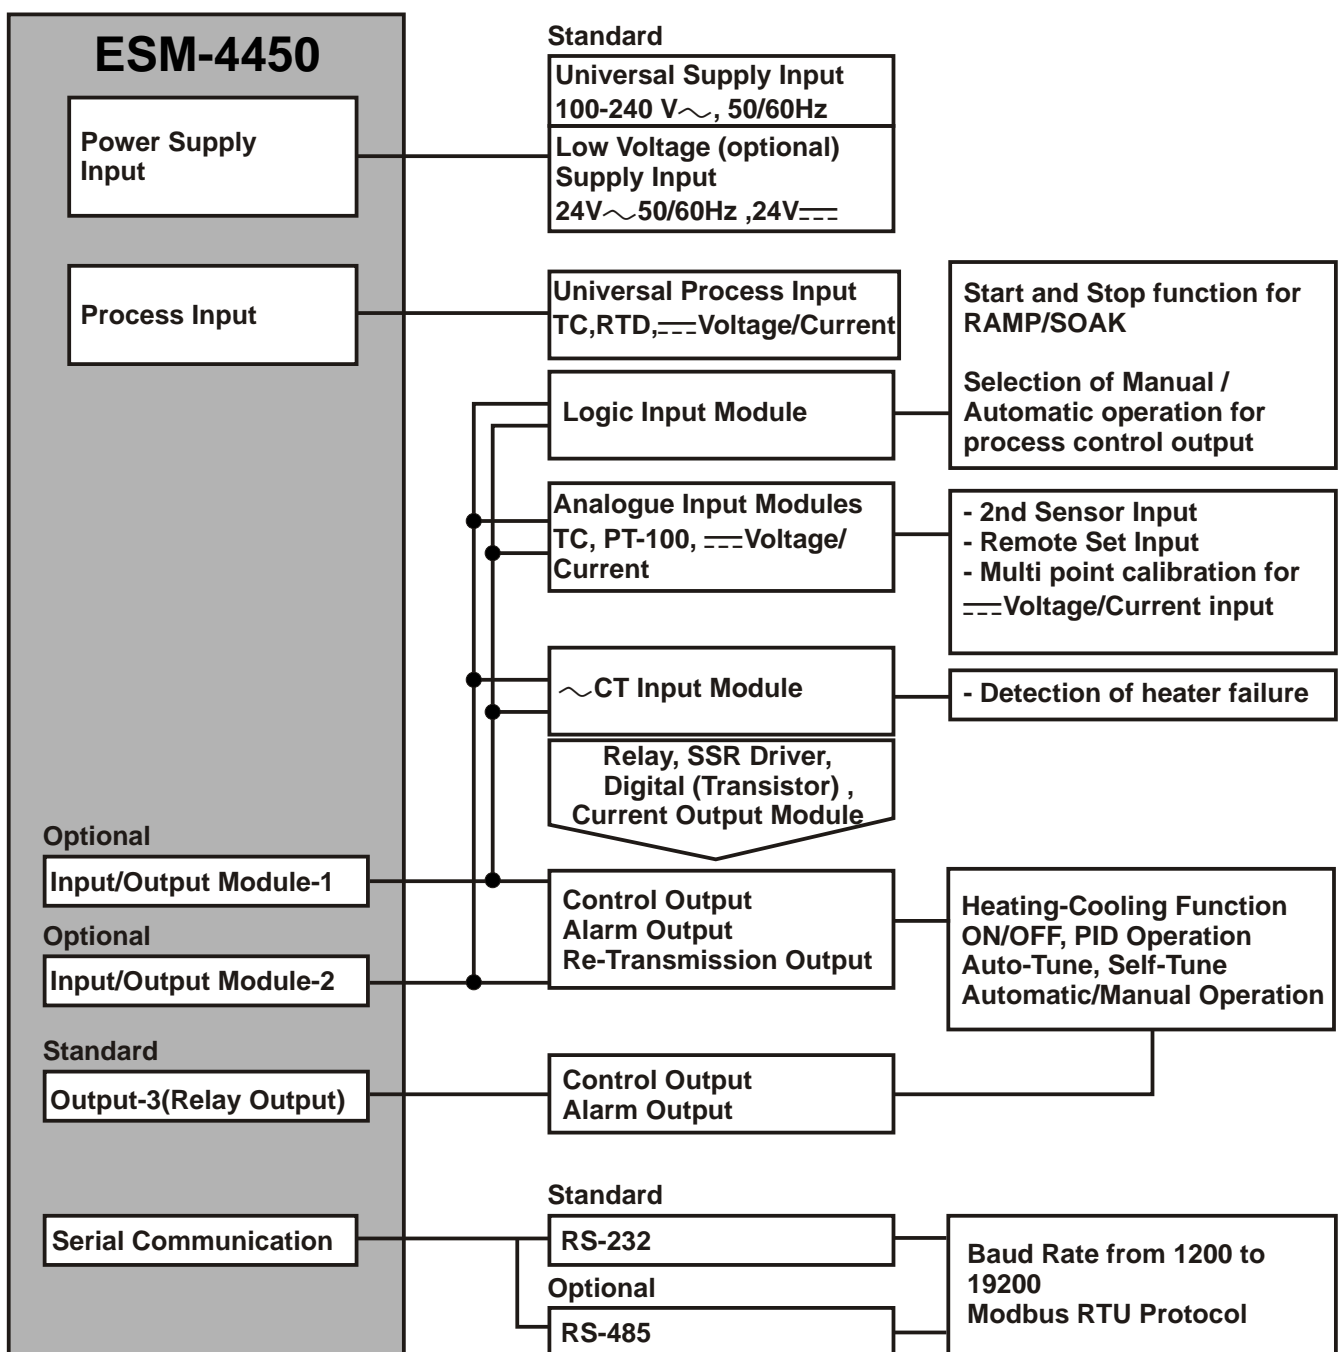 ESM-4450
Power Supply
Input
Standard
Universal Supply Input
100-240 V〜, 50/60Hz
Low Voltage (optional)
Supply Input
24V〜50/60Hz ,24V⎓
Process Input
Universal Process Input
TC,RTD,⎓Voltage/Current
Logic Input Module
Start and Stop function for
RAMP/SOAK
Selection of Manual /
Automatic operation for
process control output
Analogue Input Modules
TC, PT-100, ⎓Voltage/
Current
- 2nd Sensor Input
- Remote Set Input
- Multi point calibration for
⎓Voltage/Current input
〜CT Input Module
- Detection of heater failure
Relay, SSR Driver,
Digital (Transistor) ,
Current Output Module
Optional
Input/Output Module-1
Optional
Input/Output Module-2
Control Output
Alarm Output
Re-Transmission Output
Heating-Cooling Function
ON/OFF, PID Operation
Auto-Tune, Self-Tune
Automatic/Manual Operation
Standard
Output-3(Relay Output)
Control Output
Alarm Output
Serial Communication
Standard
RS-232
Optional
RS-485
Baud Rate from 1200 to
19200
Modbus RTU Protocol